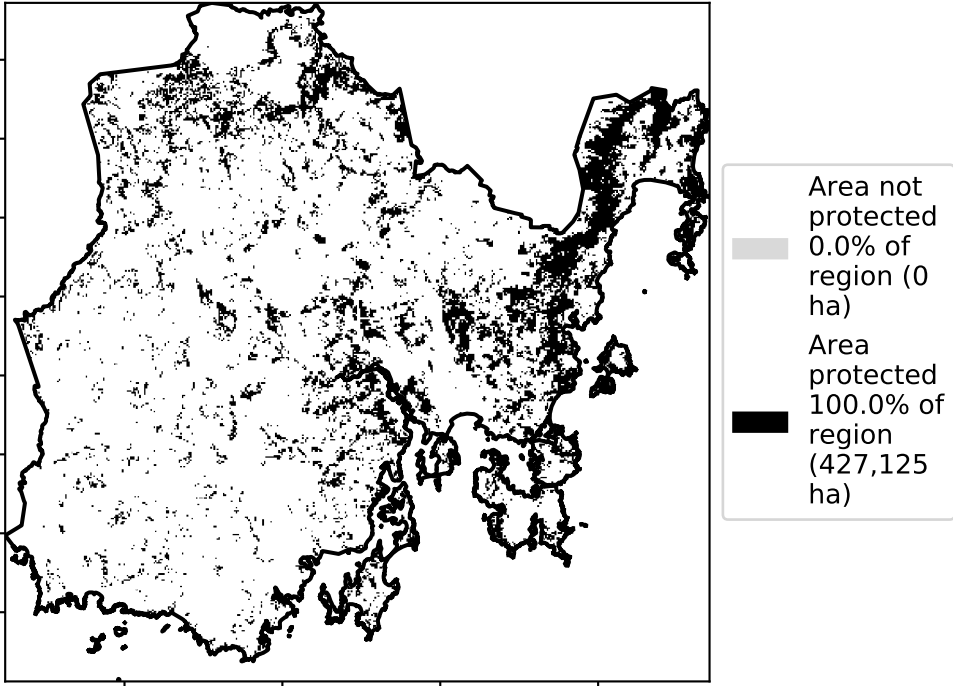 Area not
protected
0.0% of
region (0
ha)
Area
protected
100.0% of
region
(427,125
ha)